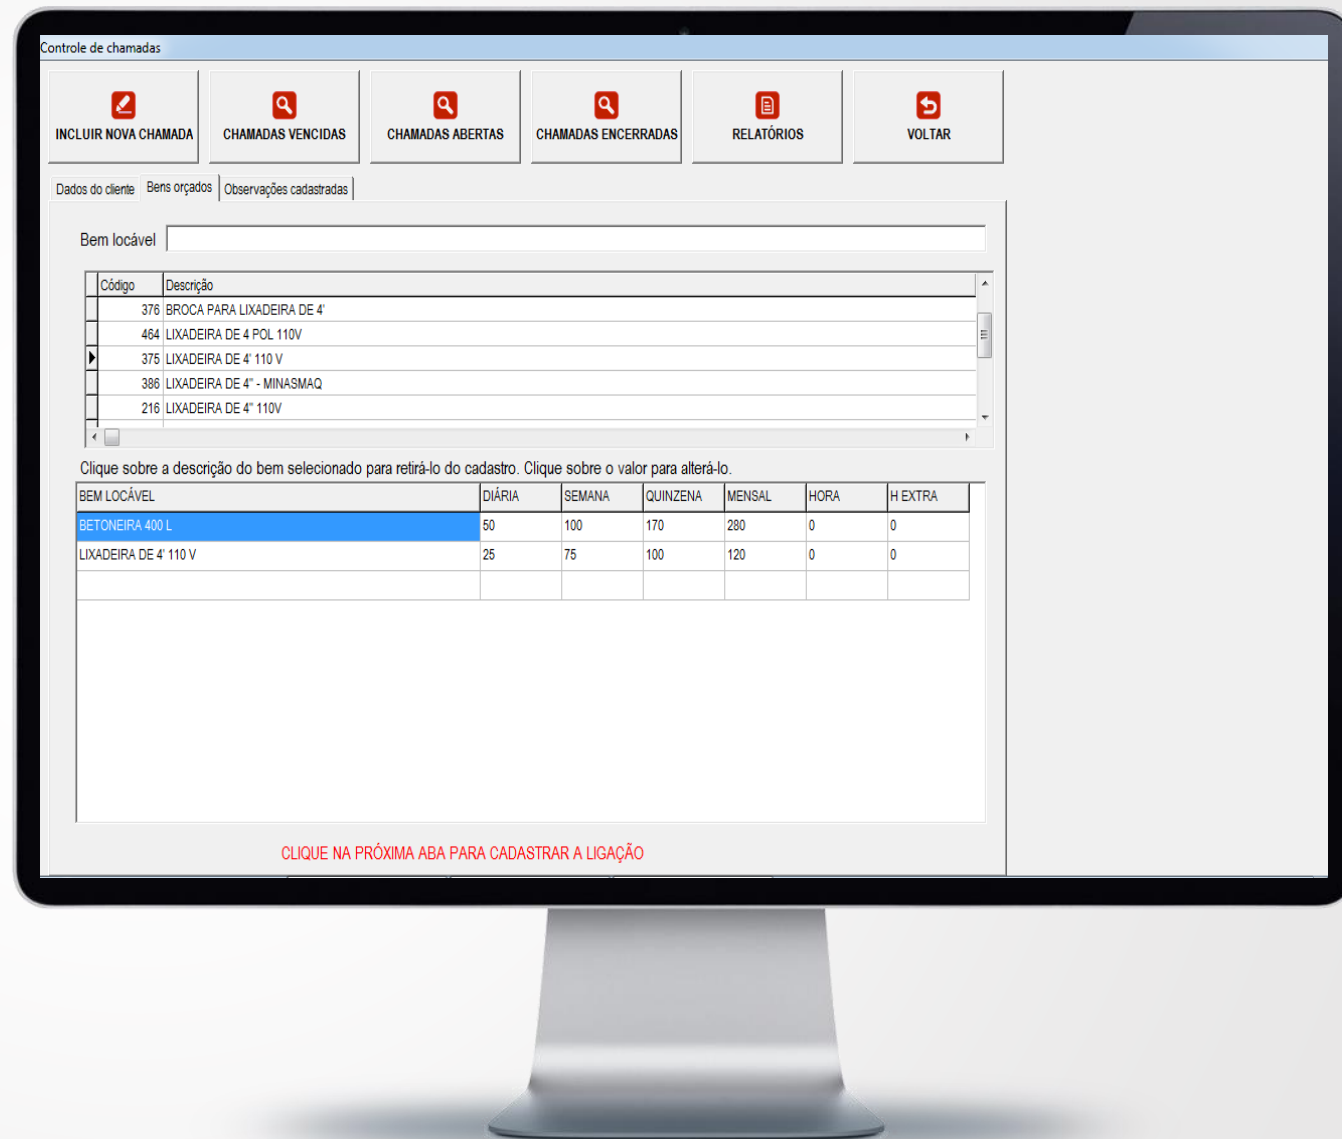 Controle de chamadas
INCLUIR NOVA CHAMADA CHAMADAS VENCIDAS CHAMADAS ABERTAS CHAMADAS ENCERRADAS RELATÓRIOS VOLTAR
Dados do cliente Bens orçados Observações cadastradas
Bem locável
Código Descrição
376 BROCA PARA LIXADEIRA DE 4'
464 LIXADEIRA DE 4 POL 110V
375 LIXADEIRA DE 4' 110 V
386 LIXADEIRA DE 4" - MINASMAQ
216 LIXADEIRA DE 4" 110V
Clique sobre a descrição do bem selecionado para retirá-lo do cadastro. Clique sobre o valor para alterá-lo.
BEM LOCÁVEL DIÁRIA SEMANA QUINZENA MENSAL HORA H EXTRA
BETONEIRA 400 L 50 100 170 280 0 0
LIXADEIRA DE 4' 110 V 25 75 100 120 0 0
CLIQUE NA PRÓXIMA ABA PARA CADASTRAR A LIGAÇÃO